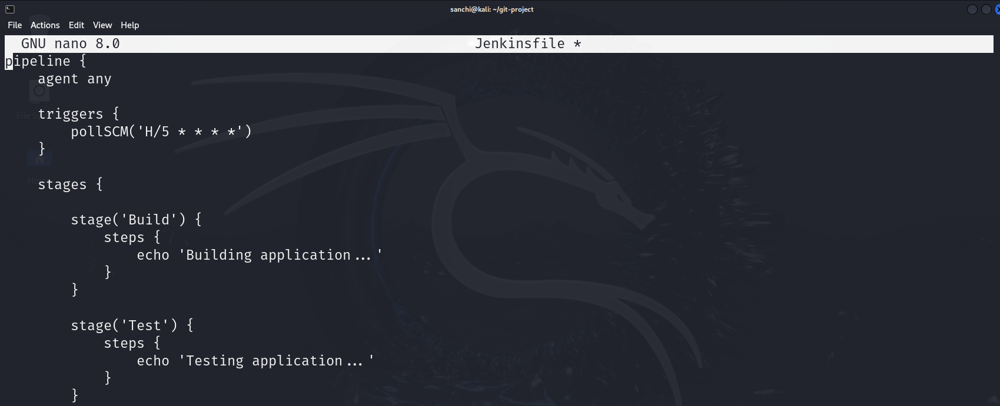 sanchi@kali: ~/git-project
File Actions Edit View Help
GNU nano 8.0 Jenkinsfile *
pipeline {
    agent any

    triggers {
        pollSCM('H/5 * * * *')
    }

    stages {

        stage('Build') {
            steps {
                echo 'Building application...'
            }
        }

        stage('Test') {
            steps {
                echo 'Testing application...'
            }
        }